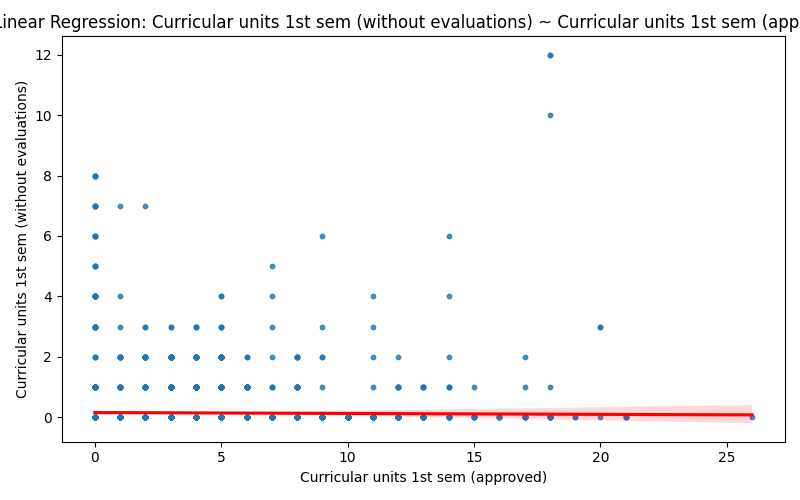 Linear Regression: Curricular units 1st sem (without evaluations) ~ Curricular units 1st sem (app
12
10
8
6
4
2
0
Curricular units 1st sem (without evaluations)
0 5 10 15 20 25
Curricular units 1st sem (approved)